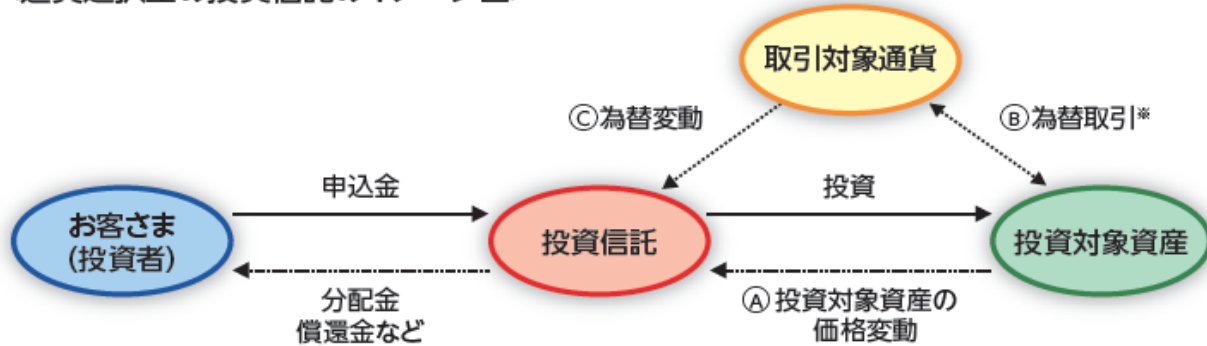 取引対象通貨
Ⓒ為替変動
Ⓑ為替取引※
申込金
投資
お客さま
(投資者)
投資信託
投資対象資産
分配金
償還金など
Ⓐ投資対象資産の
価格変動